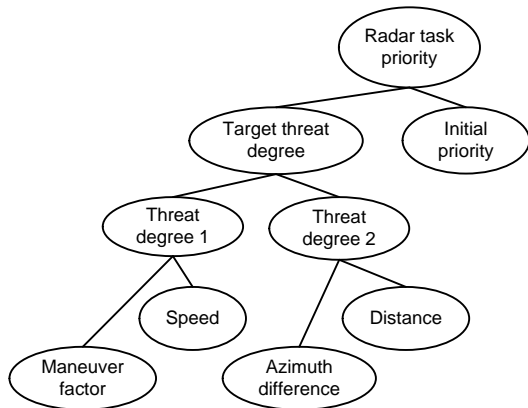 Radar task
priority
Target threat
degree
Initial
priority
Threat
degree 1
Threat
degree 2
Speed
Distance
Maneuver
factor
Azimuth
difference